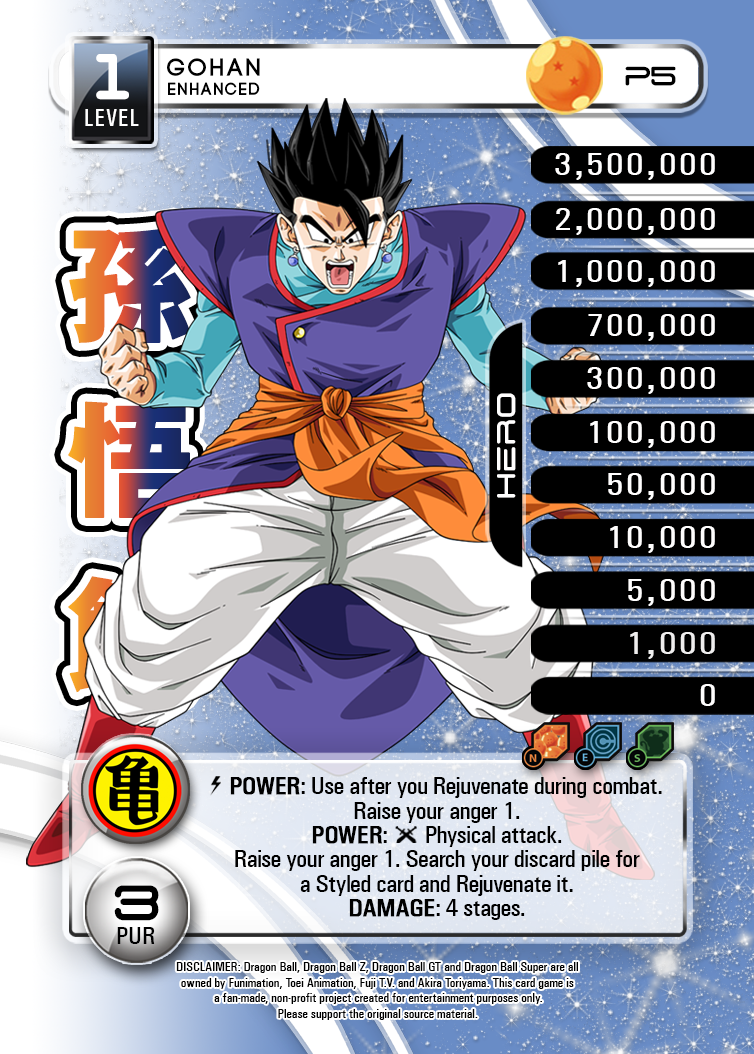 1
LEVEL
GOHAN
ENHANCED
P5
3,500,000
2,000,000
1,000,000
700,000
300,000
100,000
50,000
10,000
5,000
1,000
0
HERO
孫
悟
N E S
亀
POWER: Use after you Rejuvenate during combat.
Raise your anger 1.
POWER: Physical attack.
Raise your anger 1. Search your discard pile for
a Styled card and Rejuvenate it.
DAMAGE: 4 stages.
3
PUR
DISCLAIMER: Dragon Ball, Dragon Ball Z, Dragon Ball GT and Dragon Ball Super are all
owned by Funimation, Toei Animation, Fuji T.V. and Akira Toriyama. This card game is
a fan-made, non-profit project created for entertainment purposes only.
Please support the original source material.